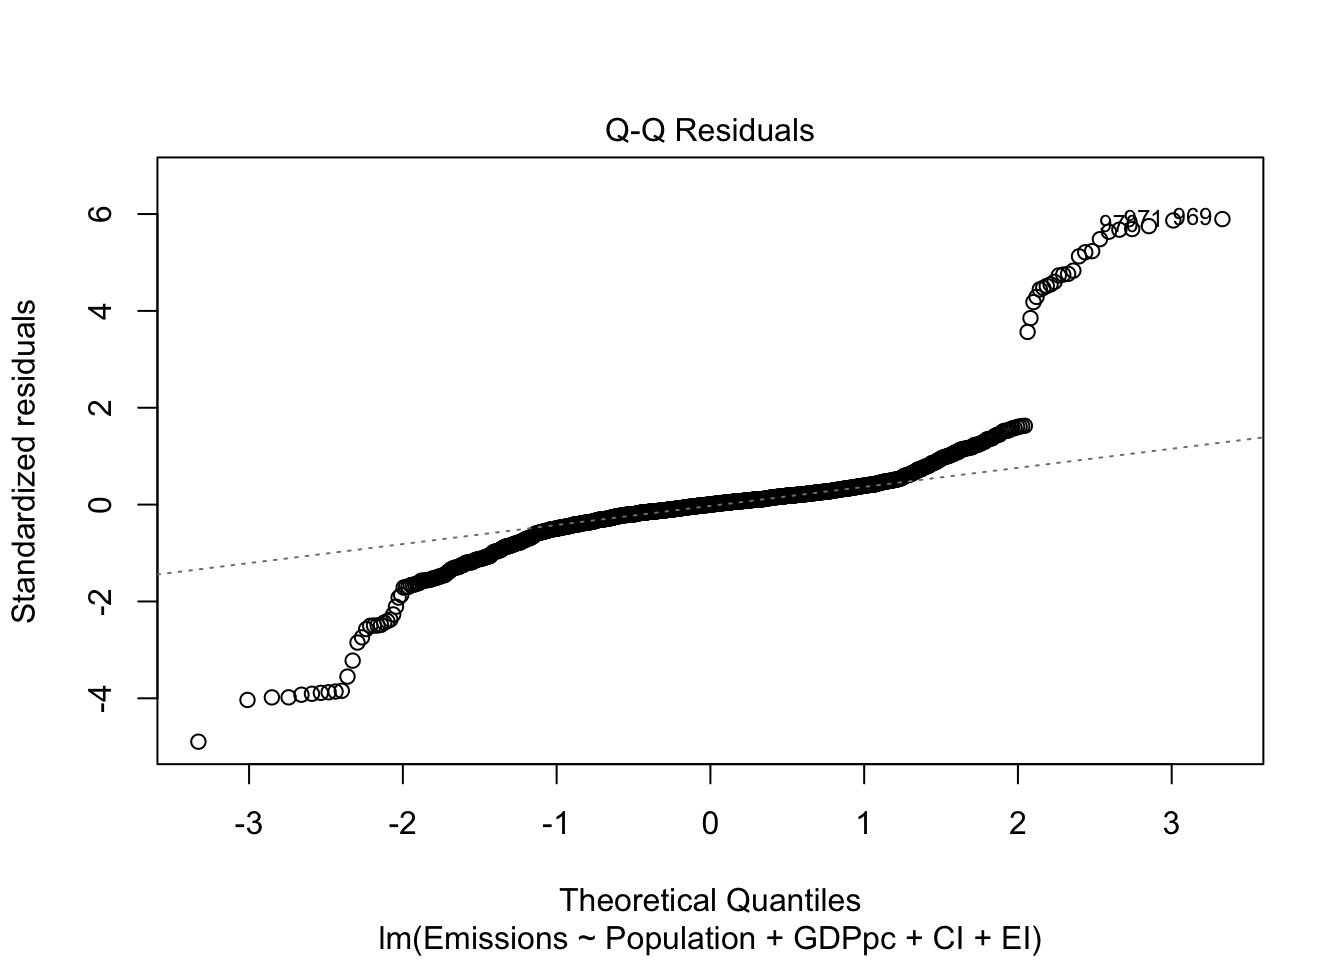 Q-Q Residuals
Standardized residuals
6
4
2
0
-2
-4
971 969
-3 -2 -1 0 1 2 3
Theoretical Quantiles
lm(Emissions ~ Population + GDPpc + CI + EI)